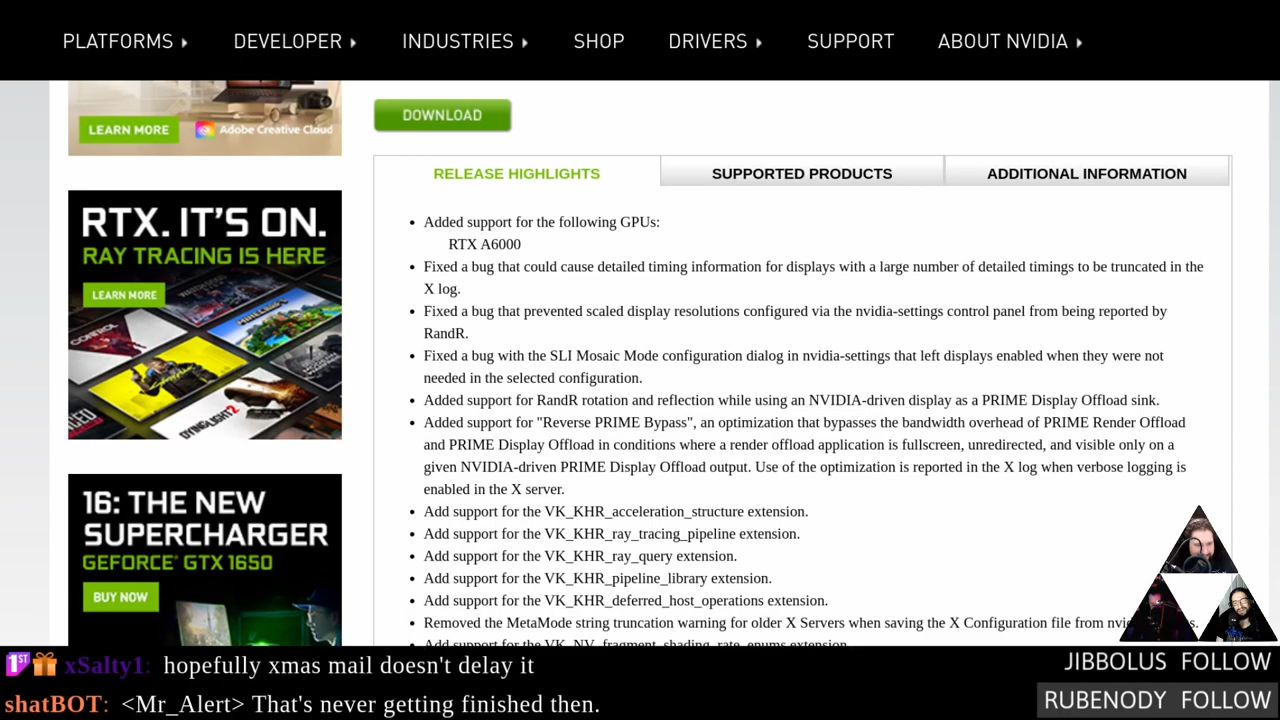 PLATFORMS DEVELOPER INDUSTRIES SHOP DRIVERS SUPPORT ABOUT NVIDIA
LEARN MORE Adobe Creative Cloud
RTX. IT'S ON.
RAY TRACING IS HERE
LEARN MORE
CONTROL
MINECRAFT
DYING LIGHT 2
16: THE NEW
SUPERCHARGER
GEFORCE® GTX 1650
BUY NOW
DOWNLOAD
RELEASE HIGHLIGHTS SUPPORTED PRODUCTS ADDITIONAL INFORMATION
• Added support for the following GPUs:
RTX A6000
• Fixed a bug that could cause detailed timing information for displays with a large number of detailed timings to be truncated in the
X log.
• Fixed a bug that prevented scaled display resolutions configured via the nvidia-settings control panel from being reported by
RandR.
• Fixed a bug with the SLI Mosaic Mode configuration dialog in nvidia-settings that left displays enabled when they were not
needed in the selected configuration.
• Added support for RandR rotation and reflection while using an NVIDIA-driven display as a PRIME Display Offload sink.
• Added support for "Reverse PRIME Bypass", an optimization that bypasses the bandwidth overhead of PRIME Render Offload
and PRIME Display Offload in conditions where a render offload application is fullscreen, unredirected, and visible only on a
given NVIDIA-driven PRIME Display Offload output. Use of the optimization is reported in the X log when verbose logging is
enabled in the X server.
• Add support for the VK_KHR_acceleration_structure extension.
• Add support for the VK_KHR_ray_tracing_pipeline extension.
• Add support for the VK_KHR_ray_query extension.
• Add support for the VK_KHR_pipeline_library extension.
• Add support for the VK_KHR_deferred_host_operations extension.
• Removed the MetaMode string truncation warning for older X Servers when saving the X Configuration file from
• Add support for the VK_NV_fragment_shading_rate_enums extension.
1ST xSalty1: hopefully xmas mail doesn't delay it
shatBOT: <Mr_Alert> That's never getting finished then.
JIBBOLUS FOLLOW
RUBENODY FOLLOW